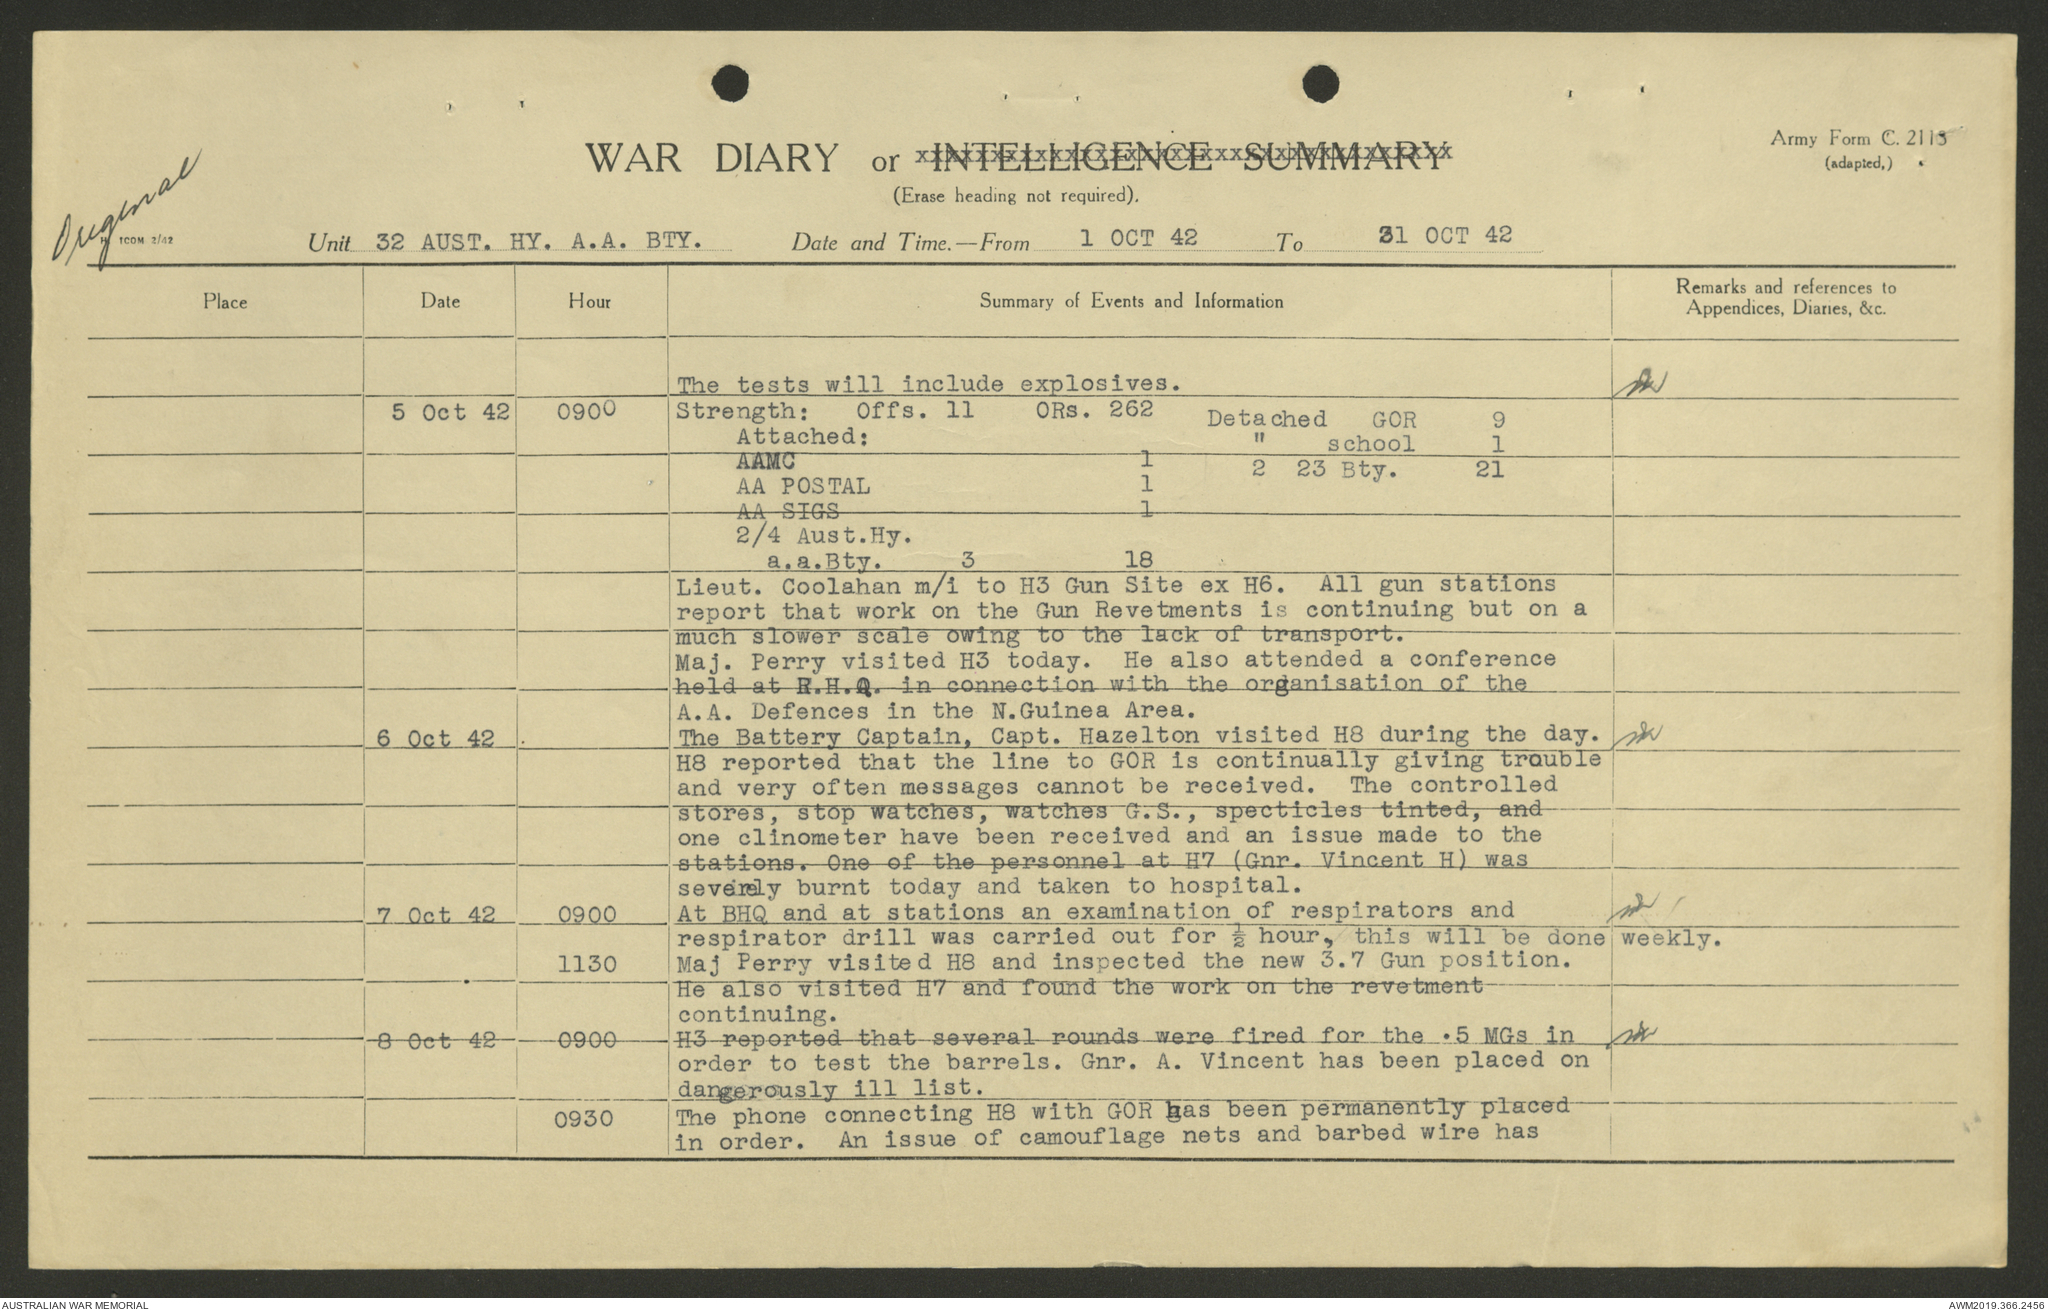 Original
Army Form C. 2118
(adapted.)
WAR DIARY or INTELLIGENCE SUMMARY
(Erase heading not required).
TCOM 2/42
Unit 32 AUST. HY. A.A. BTY. Date and Time.—From 1 OCT 42 To 31 OCT 42
Place Date Hour Summary of Events and Information Remarks and references to
Appendices, Diaries, &c.
The tests will include explosives.
5 Oct 42 0900 Strength: Offs. 11 ORs. 262 Detached GOR 9
Attached: " school 1
AAMC 1 2 23 Bty. 21
AA POSTAL 1
AA SIGS 1
2/4 Aust.Hy.
a.a.Bty. 3 18
Lieut. Coolahan m/i to H3 Gun Site ex H6. All gun stations
report that work on the Gun Revetments is continuing but on a
much slower scale owing to the lack of transport.
Maj. Perry visited H3 today. He also attended a conference
held at R.H.Q. in connection with the organisation of the
A.A. Defences in the N.Guinea Area.
6 Oct 42 The Battery Captain, Capt. Hazelton visited H8 during the day.
H8 reported that the line to GOR is continually giving trouble
and very often messages cannot be received. The controlled
stores, stop watches, watches G.S., specticles tinted, and
one clinometer have been received and an issue made to the
stations. One of the personnel at H7 (Gnr. Vincent H) was
severely burnt today and taken to hospital.
7 Oct 42 0900 At BHQ and at stations an examination of respirators and
respirator drill was carried out for ½ hour, this will be done weekly.
1130 Maj Perry visited H8 and inspected the new 3.7 Gun position.
He also visited H7 and found the work on the revetment
continuing.
8 Oct 42 0900 H3 reported that several rounds were fired for the .5 MGs in
order to test the barrels. Gnr. A. Vincent has been placed on
dangerously ill list.
0930 The phone connecting H8 with GOR has been permanently placed
in order. An issue of camouflage nets and barbed wire has
AUSTRALIAN WAR MEMORIAL AWM2019.366.2456